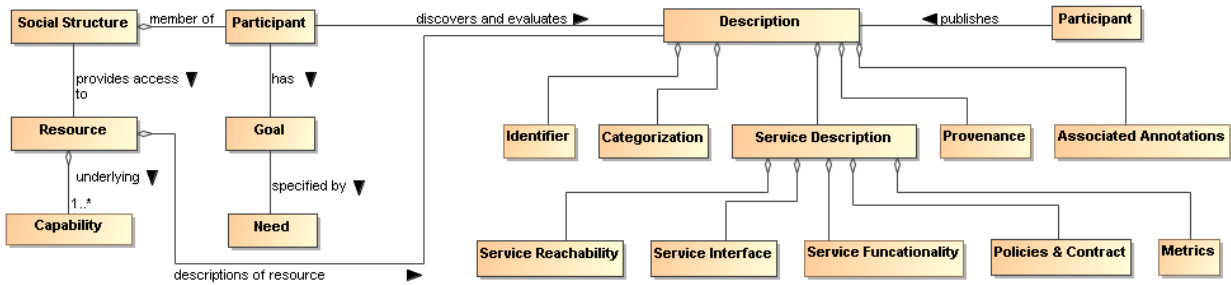 Social Structure
member of
Participant
discovers and evaluates
Description
publishes
Participant
provides access
to
has
Resource
Goal
Identifier
Categorization
Service Description
Provenance
Associated Annotations
underlying
specified by
1..*
Capability
Need
Service Reachability
Service Interface
Service Funcationality
Policies & Contract
Metrics
descriptions of resource